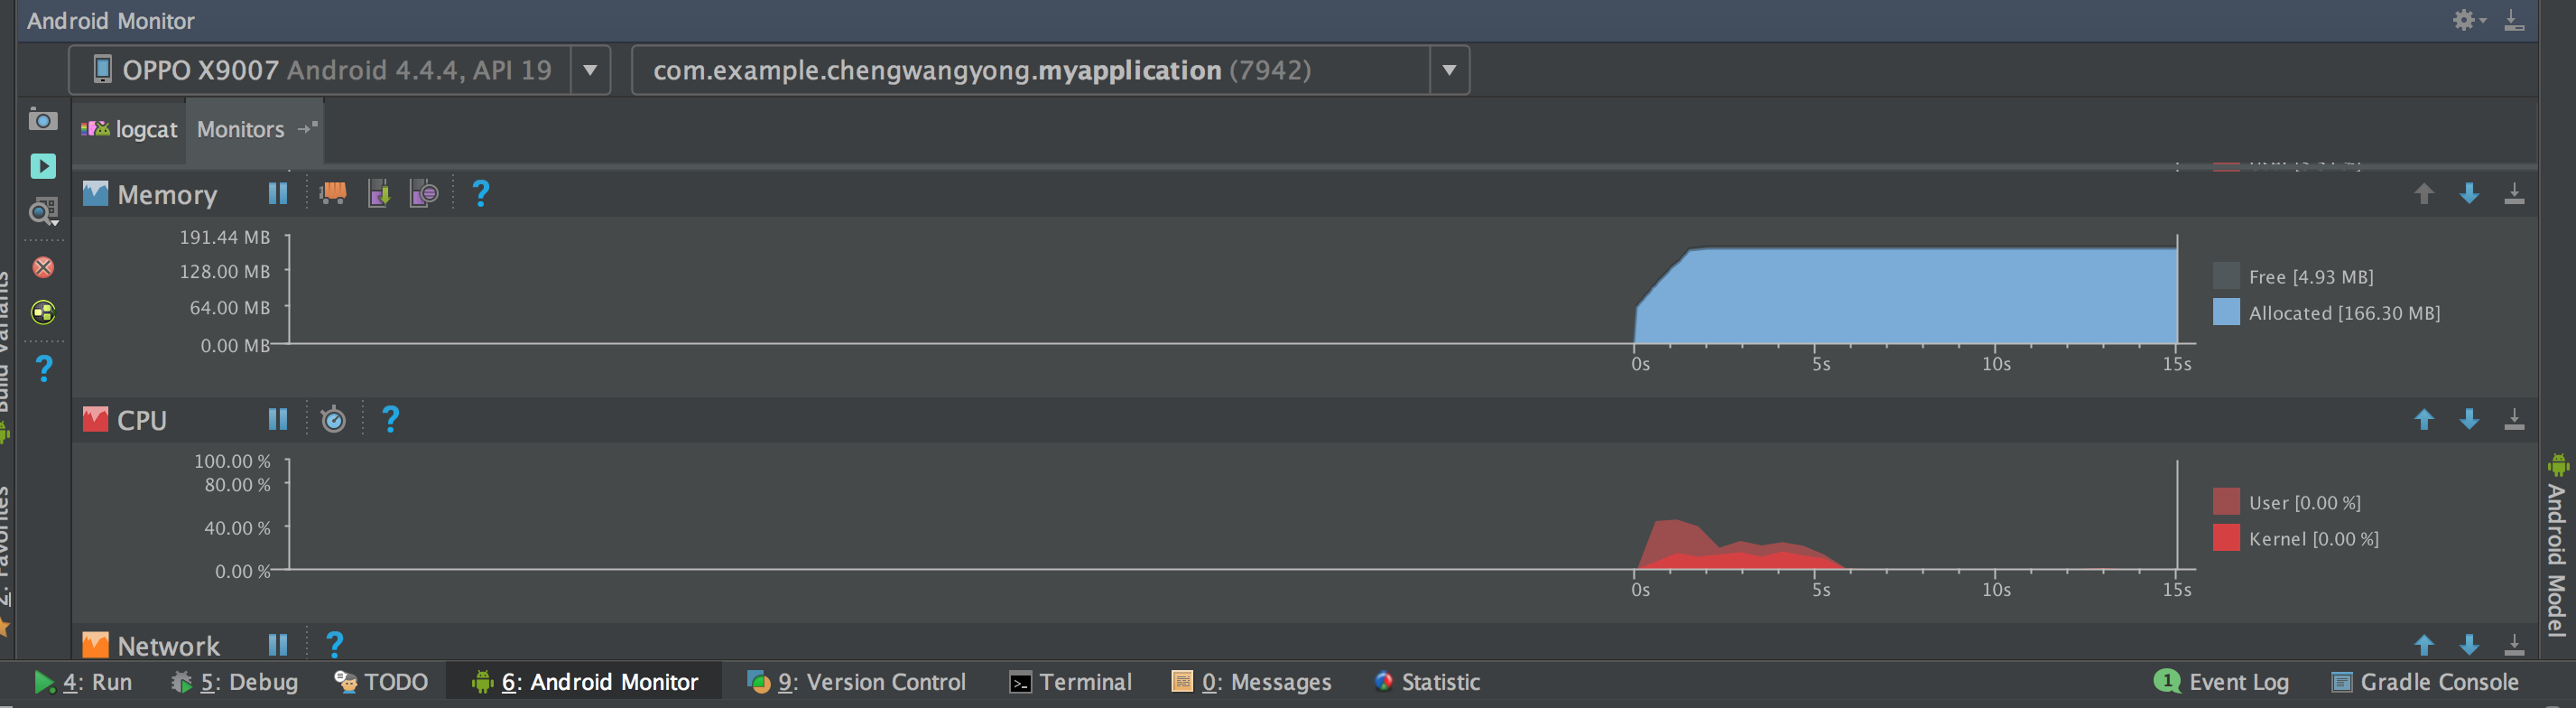 Android Monitor
OPPO X9007 Android 4.4.4, API 19
com.example.chengwangyong.myapplication (7942)
logcat
Monitors
Memory
191.44 MB
128.00 MB
64.00 MB
0.00 MB
0s
5s
10s
15s
Free [4.93 MB]
Allocated [166.30 MB]
CPU
100.00 %
80.00 %
40.00 %
0.00 %
0s
5s
10s
15s
User [0.00 %]
Kernel [0.00 %]
Network
Build Variants
2: Favorites
Android Model
4: Run
5: Debug
TODO
6: Android Monitor
9: Version Control
Terminal
0: Messages
Statistic
1 Event Log
Gradle Console